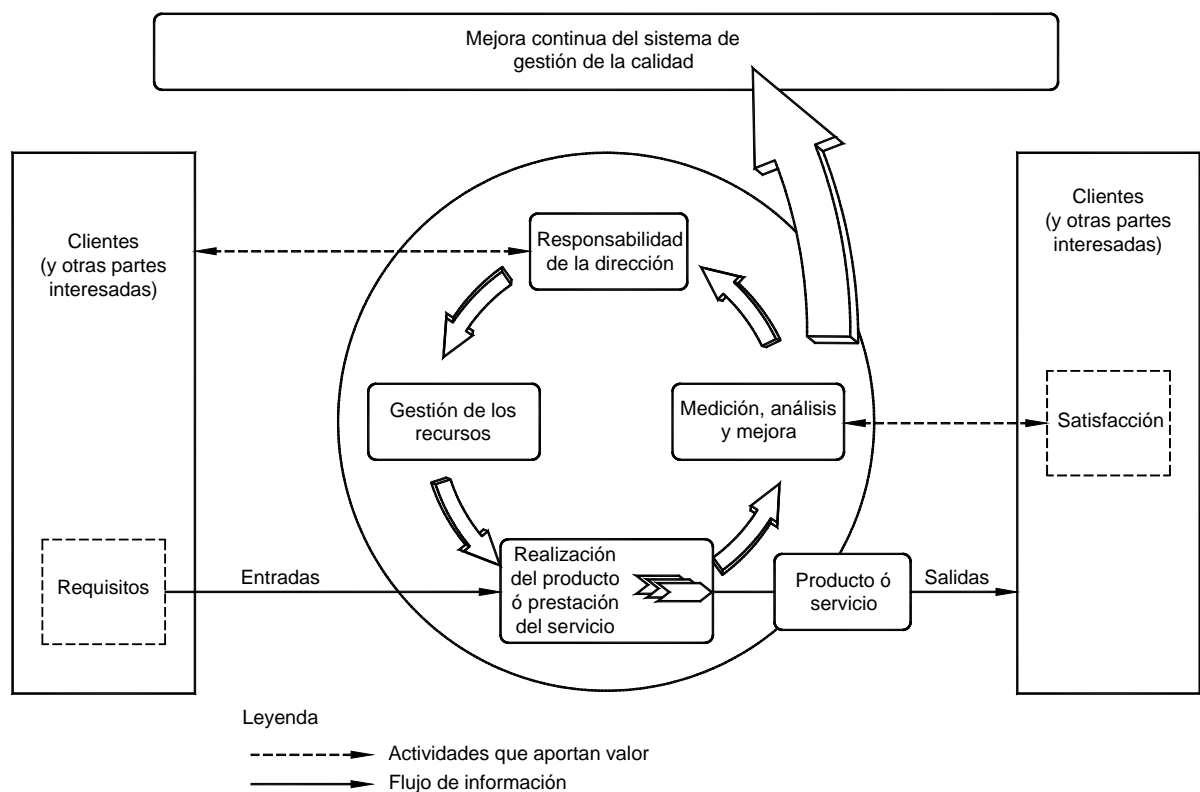 Mejora continua del sistema de
gestión de la calidad
Clientes
(y otras partes
interesadas)
Responsabilidad
de la dirección
Clientes
(y otras partes
interesadas)
Gestión de los
recursos
Medición, análisis
y mejora
Satisfacción
Requisitos
Entradas
Realización
del producto
ó prestación
del servicio
Producto ó
servicio
Salidas
Leyenda
Actividades que aportan valor
Flujo de información